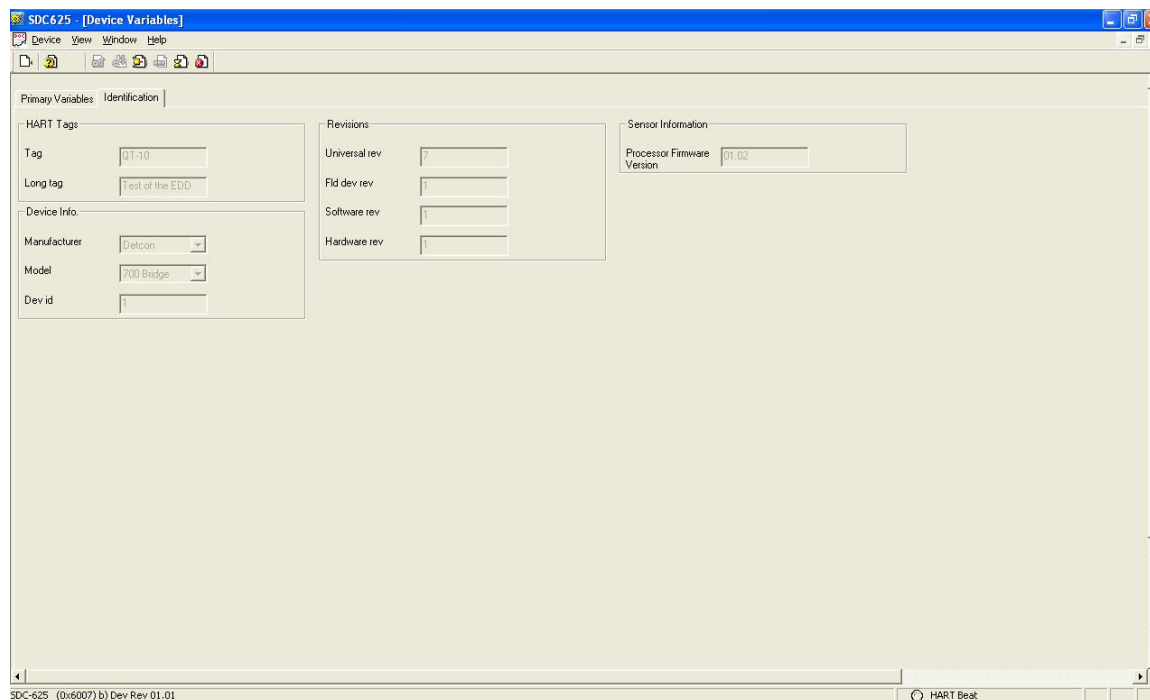 SDC625 - [Device Variables]
Device View Window Help
Primary Variables Identification
HART Tags
Tag QT-10
Long tag Test of the EDD
Device Info.
Manufacturer Detcon
Model 700 Bridge
Dev id 1
Revisions
Universal rev 7
Fld dev rev 1
Software rev 1
Hardware rev 1
Sensor Information
Processor Firmware
Version
01.02
SDC-625 (0x6007) b) Dev Rev 01.01
HART Beat